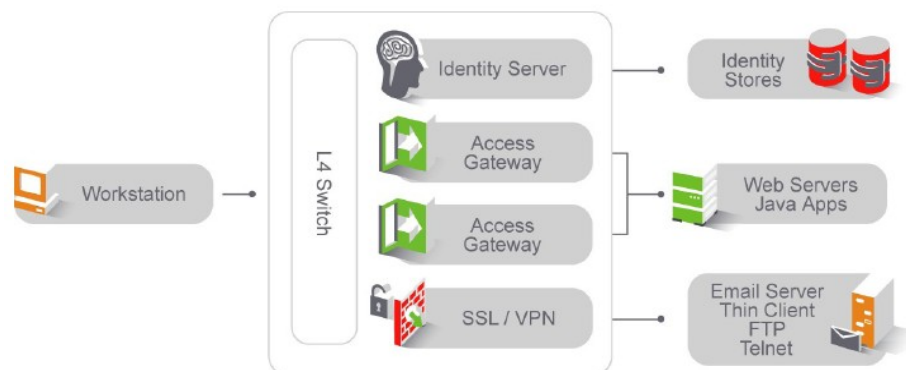 Workstation
L4 Switch
Identity Server
Access
Gateway
Access
Gateway
SSL / VPN
Identity
Stores
Web Servers
Java Apps
Email Server
Thin Client
FTP
Telnet